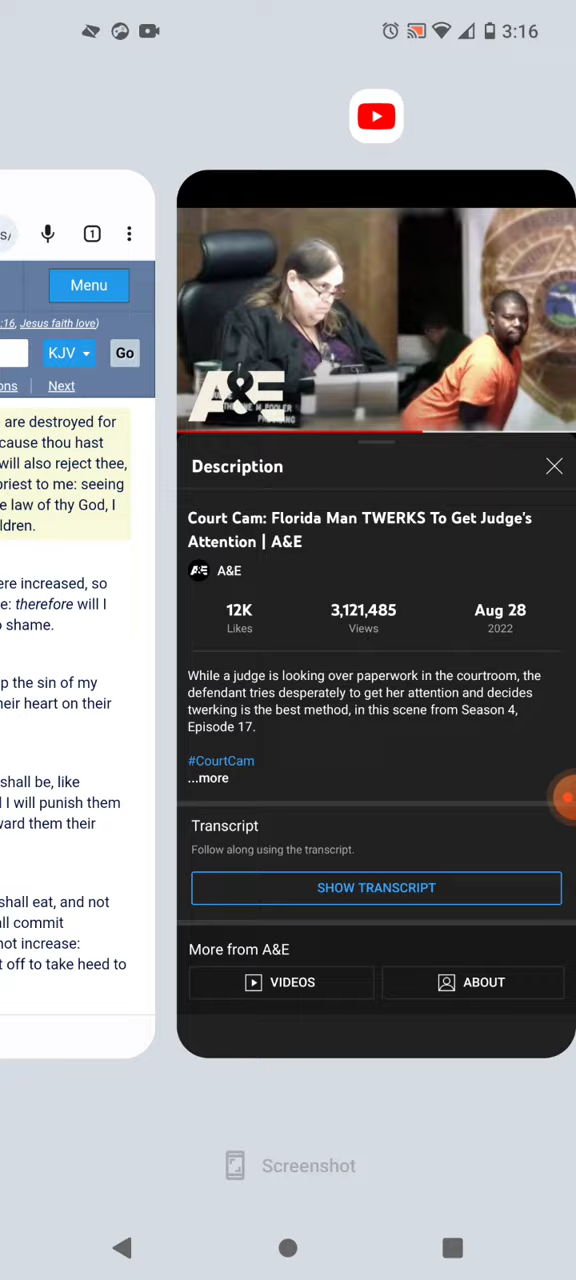 3:16
s/
Menu
:16, Jesus faith love)
KJV
Go
ons
Next
are destroyed for
cause thou hast
will also reject thee,
priest to me: seeing
e law of thy God, I
ldren.
ere increased, so
e: therefore will I
o shame.
p the sin of my
heir heart on their
shall be, like
I will punish them
ward them their
shall eat, and not
all commit
not increase:
t off to take heed to
A&E
Description
Court Cam: Florida Man TWERKS To Get Judge's
Attention | A&E
A&E
A&E
12K
Likes
3,121,485
Views
Aug 28
2022
While a judge is looking over paperwork in the courtroom, the
defendant tries desperately to get her attention and decides
twerking is the best method, in this scene from Season 4,
Episode 17.
#CourtCam
...more
Transcript
Follow along using the transcript.
SHOW TRANSCRIPT
More from A&E
VIDEOS
ABOUT
Screenshot